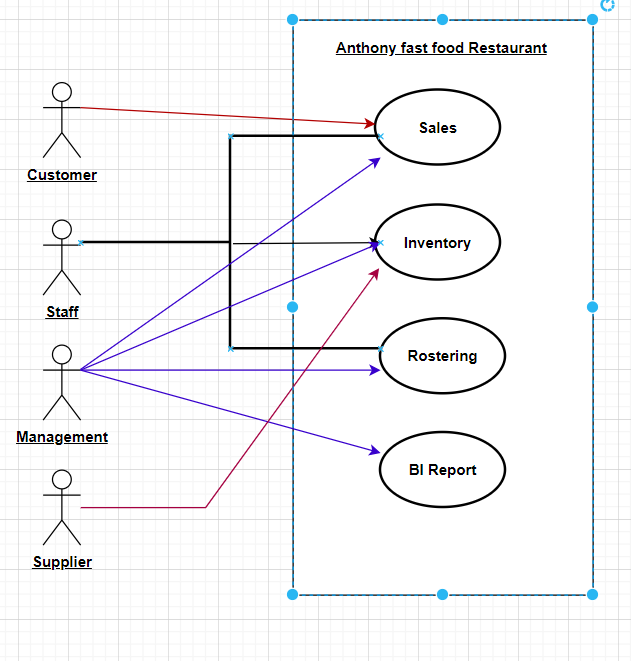 Anthony fast food Restaurant
Sales
Customer
Inventory
Staff
Rostering
Management
BI Report
Supplier